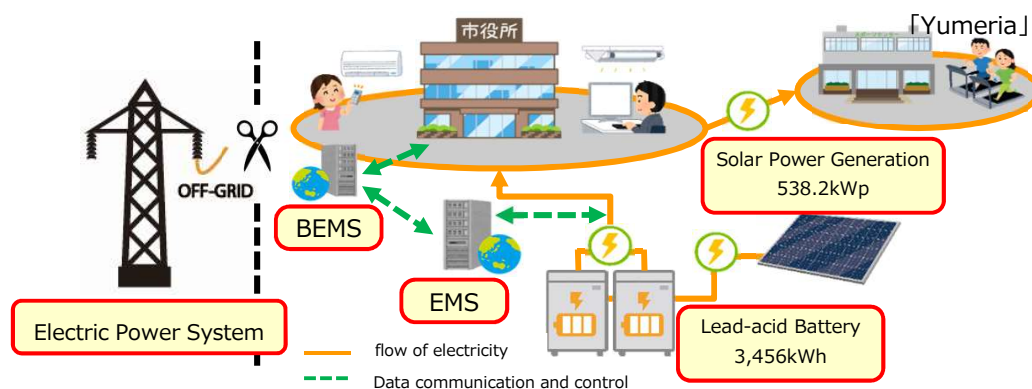 市役所
「Yumeria」
OFF-GRID
Solar Power Generation
538.2kWp
BEMS
EMS
Electric Power System
Lead-acid Battery
3,456kWh
flow of electricity
Data communication and control